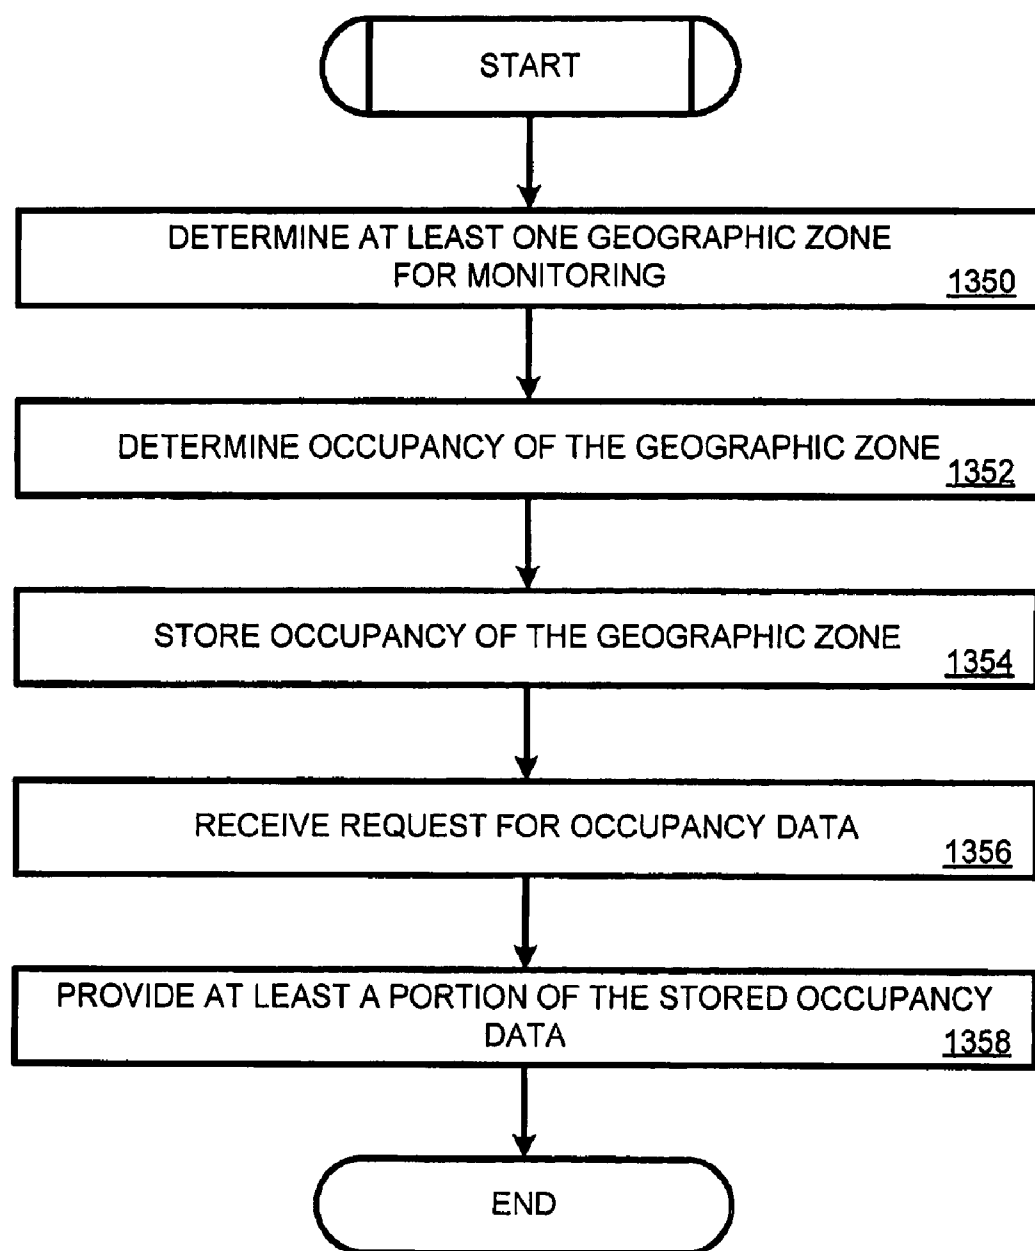 START
DETERMINE AT LEAST ONE GEOGRAPHIC ZONE
FOR MONITORING
1350
DETERMINE OCCUPANCY OF THE GEOGRAPHIC ZONE
1352
STORE OCCUPANCY OF THE GEOGRAPHIC ZONE
1354
RECEIVE REQUEST FOR OCCUPANCY DATA
1356
PROVIDE AT LEAST A PORTION OF THE STORED OCCUPANCY
DATA
1358
END